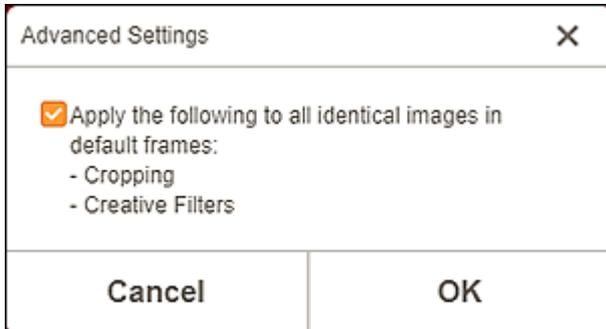 Advanced Settings
Apply the following to all identical images in
default frames:
- Cropping
- Creative Filters
Cancel
OK